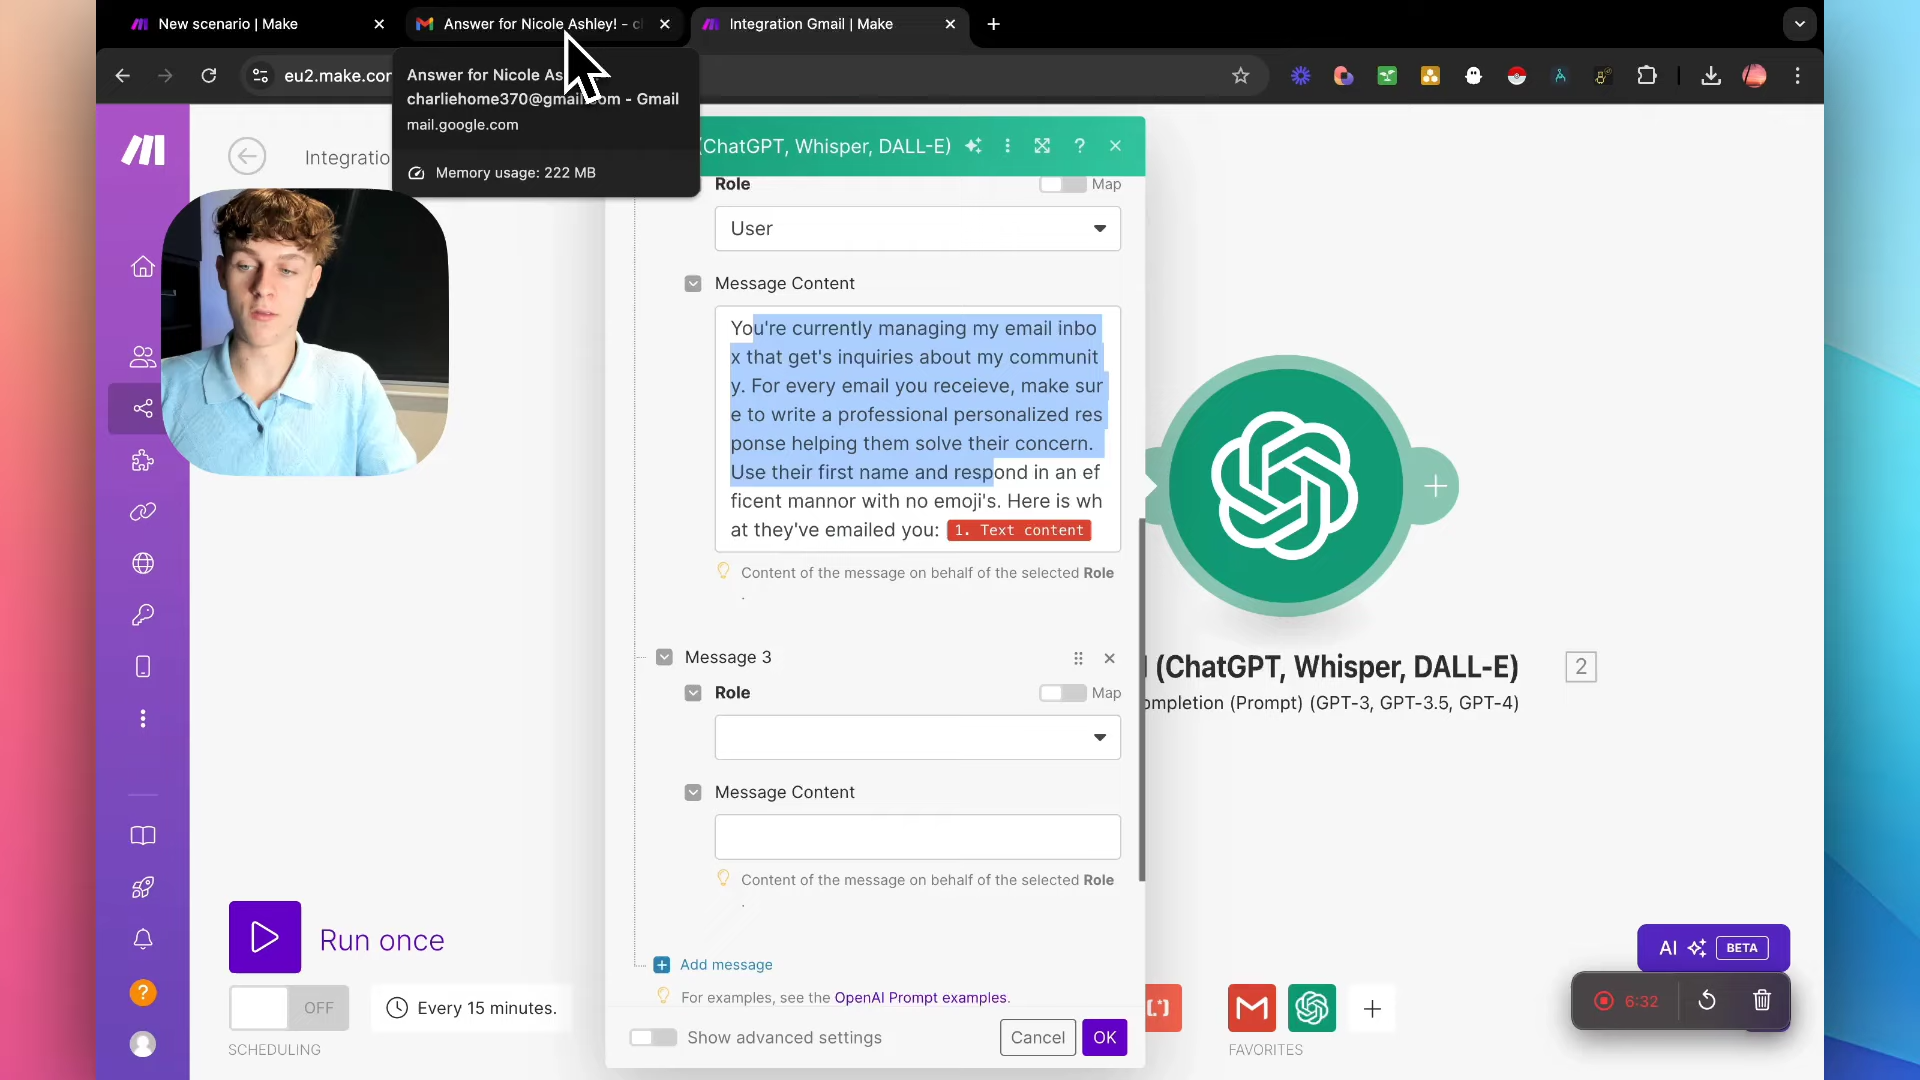 New scenario | Make
Answer for Nicole Ashley! - c
Integration Gmail | Make
eu2.make.com
Answer for Nicole As
charliehome370@gmail.com - Gmail
mail.google.com
Memory usage: 222 MB
Integratio
(ChatGPT, Whisper, DALL-E)
Role
Map
User
Message Content
You're currently managing my email inbo
x that get's inquiries about my communit
y. For every email you receieve, make sur
e to write a professional personalized res
ponse helping them solve their concern.
Use their first name and respond in an ef
ficent mannor with no emoji's. Here is wh
at they've emailed you: 1. Text content
Content of the message on behalf of the selected Role
.
Message 3
Role
Map
Message Content
Content of the message on behalf of the selected Role
.
Add message
For examples, see the OpenAI Prompt examples.
Show advanced settings
Cancel
OK
(ChatGPT, Whisper, DALL-E)
2
ompletion (Prompt) (GPT-3, GPT-3.5, GPT-4)
Run once
OFF
Every 15 minutes.
SCHEDULING
FAVORITES
AI
BETA
6:32